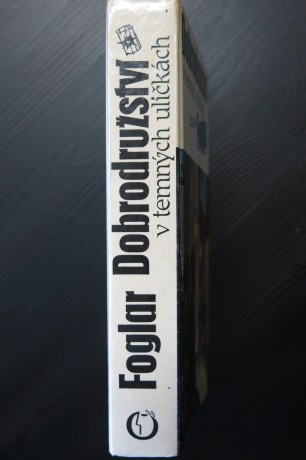 Foglar Dobrodružství
v temných uličkách